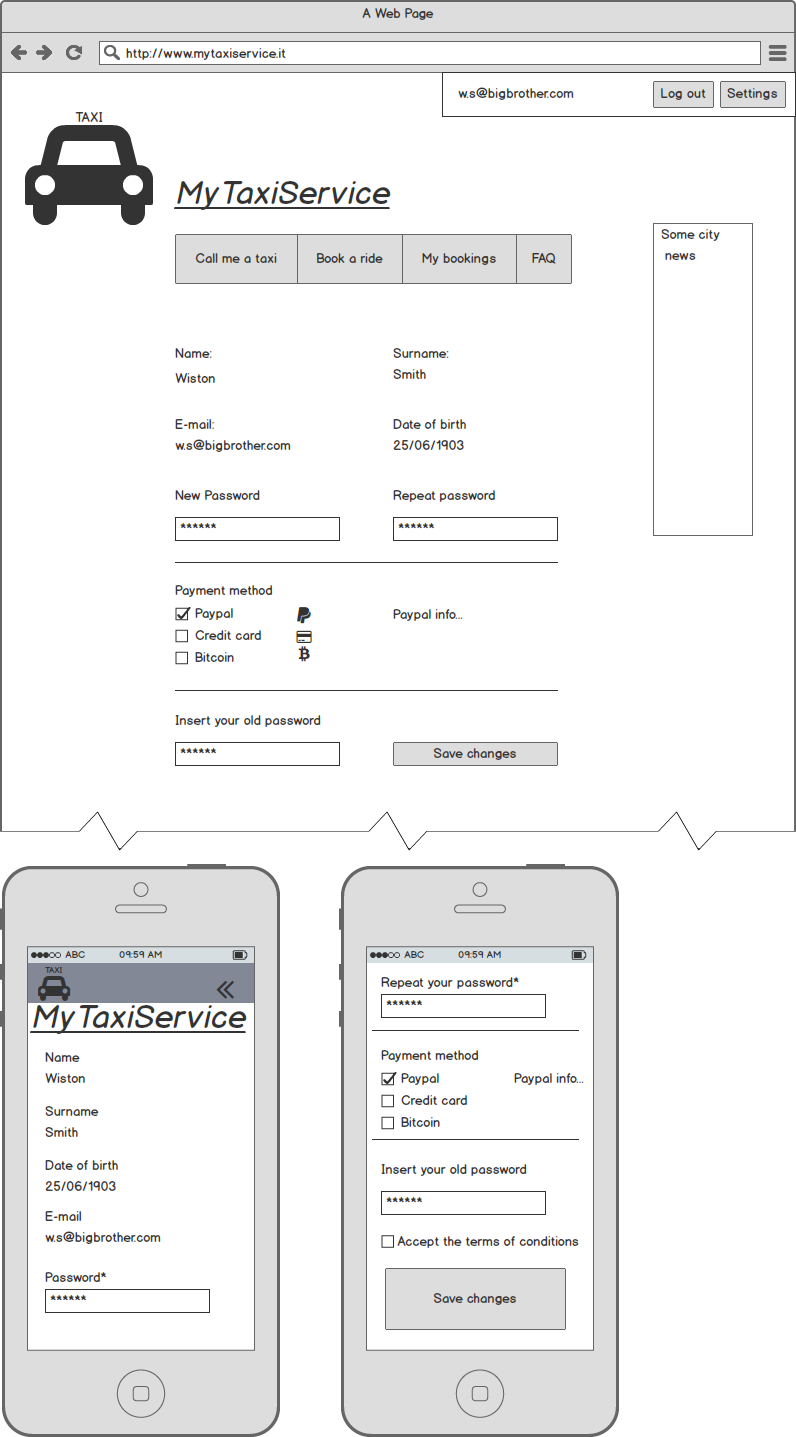 A Web Page
http://www.mytaxiservice.it
w.s@bigbrother.com Log out Settings
TAXI
MyTaxiService
Call me a taxi Book a ride My bookings FAQ
Some city
news
Name: Surname:
Wiston Smith
E-mail: Date of birth
w.s@bigbrother.com 25/06/1903
New Password Repeat password
****** ******
Payment method
Paypal Paypal info...
Credit card
Bitcoin
Insert your old password
****** Save changes
ABC 09:59 AM
TAXI
MyTaxiService
Name
Wiston
Surname
Smith
Date of birth
25/06/1903
E-mail
w.s@bigbrother.com
Password*
******
ABC 09:59 AM
Repeat your password*
******
Payment method
Paypal Paypal info...
Credit card
Bitcoin
Insert your old password
******
Accept the terms of conditions
Save changes